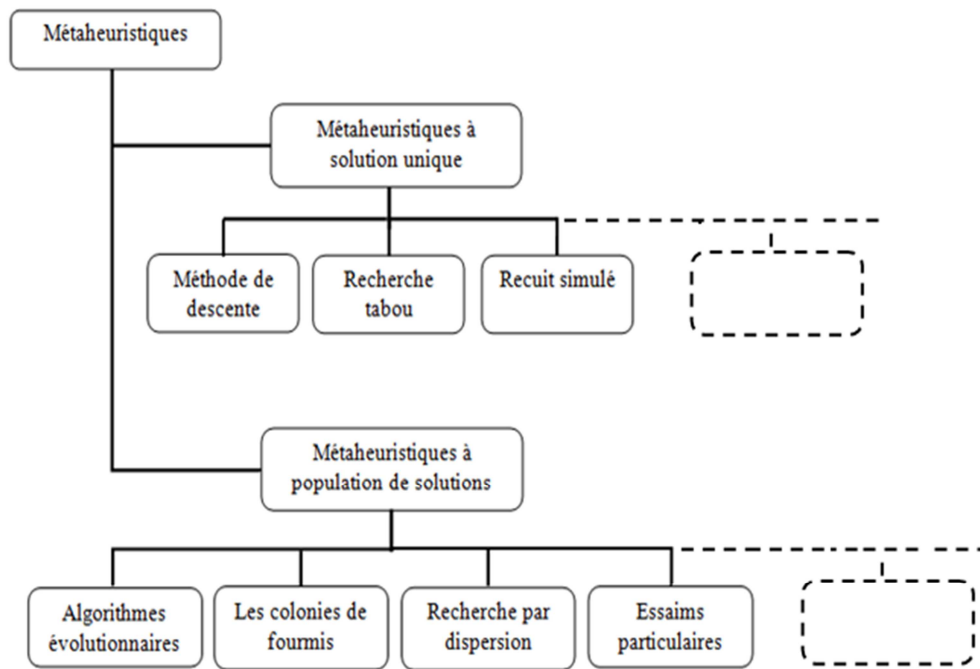 Métaheuristiques
Métaheuristiques à
solution unique
Méthode de
descente
Recherche
tabou
Recuit simulé
Métaheuristiques à
population de solutions
Algorithmes
évolutionnaires
Les colonies de
fourmis
Recherche par
dispersion
Essaims
particulaires